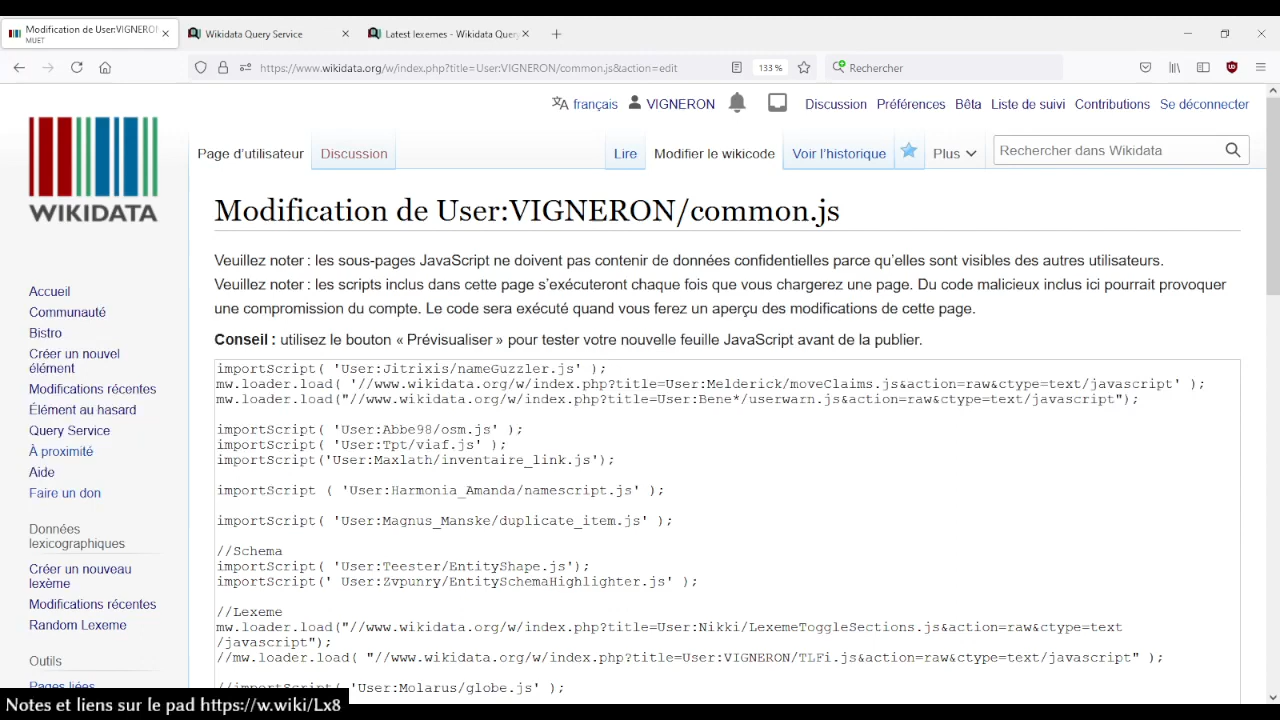 Modification de User:VIGNERO
MUET
Wikidata Query Service
Latest lexemes - Wikidata Query
https://www.wikidata.org/w/index.php?title=User:VIGNERON/common.js&action=edit
133 %
Rechercher
français
VIGNERON
Discussion
Préférences
Bêta
Liste de suivi
Contributions
Se déconnecter
Page d'utilisateur
Discussion
Lire
Modifier le wikicode
Voir l'historique
Plus
Rechercher dans Wikidata
WIKIDATA
Accueil
Communauté
Bistro
Créer un nouvel
élément
Modifications récentes
Élément au hasard
Query Service
À proximité
Aide
Faire un don
Données
lexicographiques
Créer un nouveau
lexème
Modifications récentes
Random Lexeme
Outils
Pages liées
Modification de User:VIGNERON/common.js
Veuillez noter : les sous-pages JavaScript ne doivent pas contenir de données confidentielles parce qu'elles sont visibles des autres utilisateurs.
Veuillez noter : les scripts inclus dans cette page s'exécuteront chaque fois que vous chargerez une page. Du code malicieux inclus ici pourrait provoquer
une compromission du compte. Le code sera exécuté quand vous ferez un aperçu des modifications de cette page.
Conseil : utilisez le bouton « Prévisualiser » pour tester votre nouvelle feuille JavaScript avant de la publier.
importScript( 'User:Jitrixis/nameGuzzler.js' );
mw.loader.load( '//www.wikidata.org/w/index.php?title=User:Melderick/moveClaims.js&action=raw&ctype=text/javascript' );
mw.loader.load("//www.wikidata.org/w/index.php?title=User:Bene*/userwarn.js&action=raw&ctype=text/javascript");
importScript( 'User:Abbe98/osm.js' );
importScript( 'User:Tpt/viaf.js' );
importScript('User:Maxlath/inventaire_link.js');
importScript ( 'User:Harmonia_Amanda/namescript.js' );
importScript( 'User:Magnus_Manske/duplicate_item.js' );
//Schema
importScript( 'User:Teester/EntityShape.js');
importScript(' User:Zvpunry/EntitySchemaHighlighter.js' );
//Lexeme
mw.loader.load("//www.wikidata.org/w/index.php?title=User:Nikki/LexemeToggleSections.js&action=raw&ctype=text
/javascript");
//mw.loader.load( "//www.wikidata.org/w/index.php?title=User:VIGNERON/TLFi.js&action=raw&ctype=text/javascript" );
//importScript( 'User:Molarus/globe.js' );
Notes et liens sur le pad https://w.wiki/Lx8